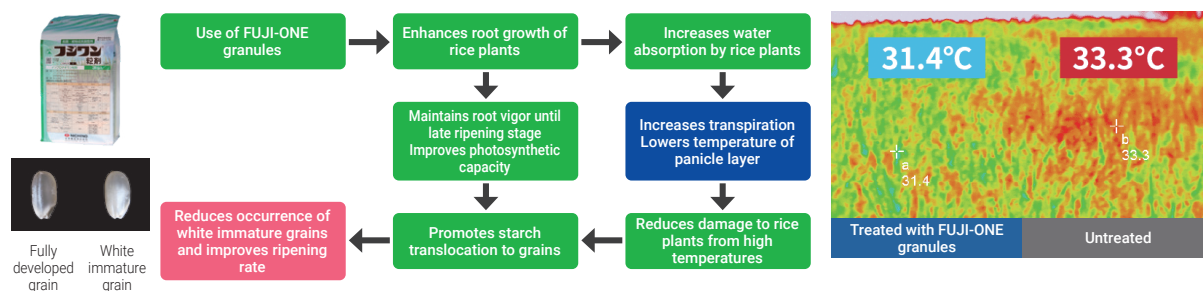 フジワン
粒剤
Fully
developed
grain
White
immature
grain
Use of FUJI-ONE
granules
Enhances root growth of
rice plants
Increases water
absorption by rice plants
Maintains root vigor until
late ripening stage
Improves photosynthetic
capacity
Increases transpiration
Lowers temperature of
panicle layer
Reduces occurrence of
white immature grains
and improves ripening
rate
Promotes starch
translocation to grains
Reduces damage to rice
plants from high
temperatures
31.4°C
33.3°C
a
31.4
b
33.3
Treated with FUJI-ONE
granules
Untreated